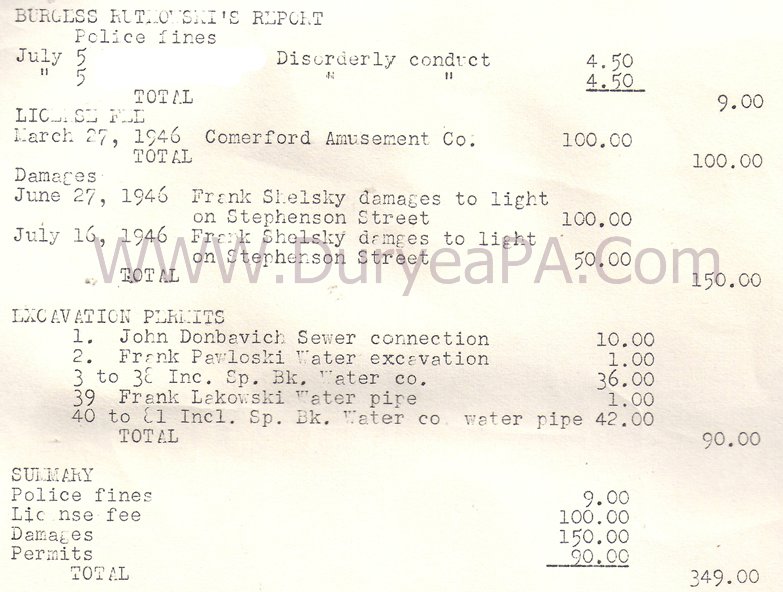 BURGESS RUTKOWSKI'S REPORT
Police fines
July 5 Disorderly conduct 4.50
" 5 " " 4.50
TOTAL 9.00
LICENSE FEE
March 27, 1946 Comerford Amusement Co. 100.00
TOTAL 100.00
Damages
June 27, 1946 Frank Shelsky damages to light
on Stephenson Street 100.00
July 16, 1946 Frank Shelsky damges to light
on Stephenson Street 50.00
www.DuryeaPA.Com
TOTAL 150.00
EXCAVATION PERMITS
1. John Donbavich Sewer connection 10.00
2. Frank Pawloski Water excavation 1.00
3 to 38 Inc. Sp. Bk. Water co. 36.00
39 Frank Lakowski Water pipe 1.00
40 to 81 Incl. Sp. Bk. Water co. water pipe 42.00
TOTAL 90.00
SUMMARY
Police fines 9.00
License fee 100.00
Damages 150.00
Permits 90.00
TOTAL 349.00